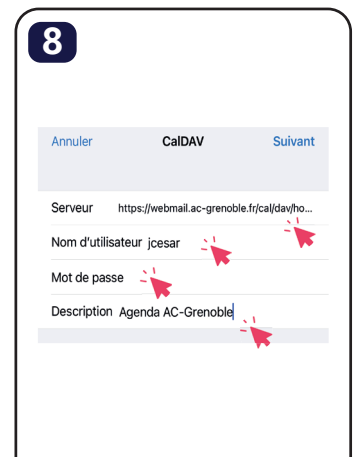 8
Annuler CalDAV Suivant
Serveur https://webmail.ac-grenoble.fr/cal/dav/ho...
Nom d'utilisateur jcesar
Mot de passe
Description Agenda AC-Grenoble